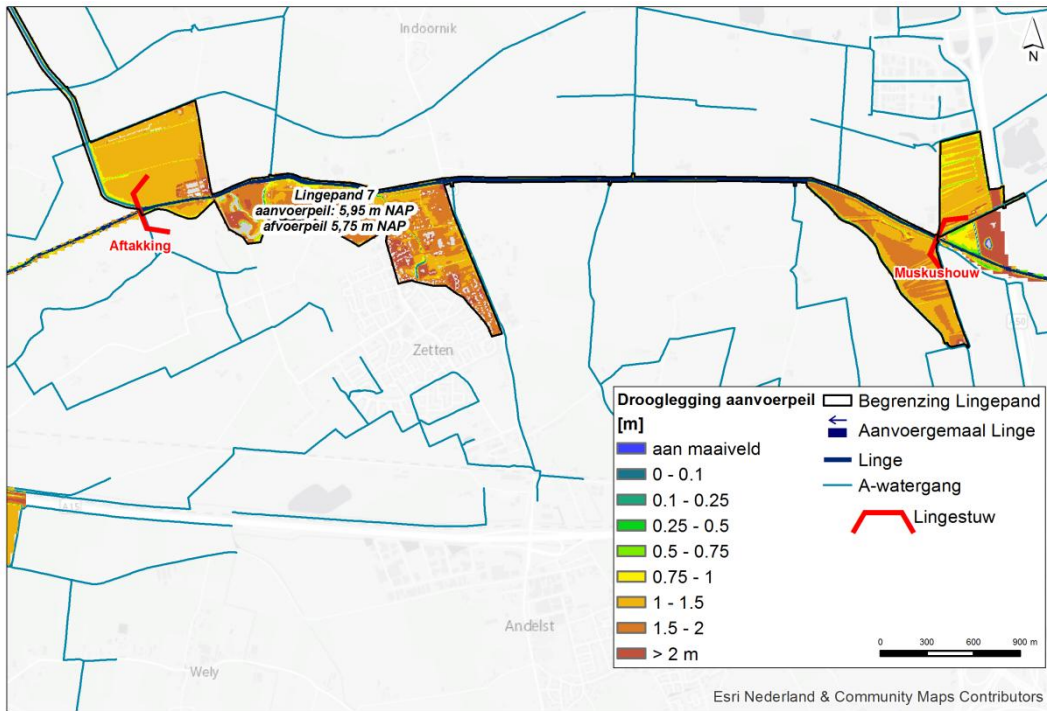 Indoornik
N
Lingepand 7
aanvoerpeil: 5,95 m NAP
afvoerpeil 5,75 m NAP
Aftakking
Muskushouw
Zetten
A15
Andelst
Wely
Drooglegging aanvoerpeil
[m]
aan maaiveld
0 - 0.1
0.1 - 0.25
0.25 - 0.5
0.5 - 0.75
0.75 - 1
1 - 1.5
1.5 - 2
> 2 m
Begrenzing Lingepand
Aanvoergemaal Linge
Linge
A-watergang
Lingestuw
0 300 600 900 m
Esri Nederland & Community Maps Contributors